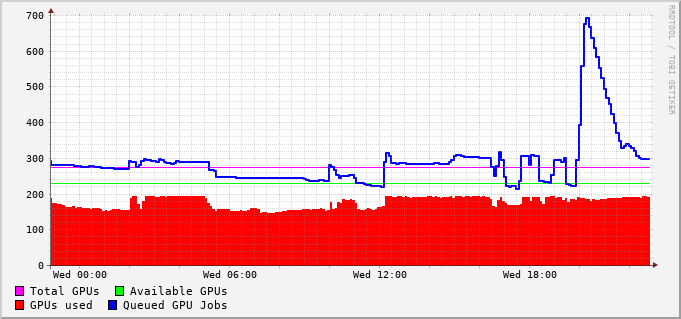 700
600
500
400
300
200
100
0
Wed 00:00 Wed 06:00 Wed 12:00 Wed 18:00
Total GPUs Available GPUs
GPUs used Queued GPU Jobs
RRDTOOL / TOBI OETIKER